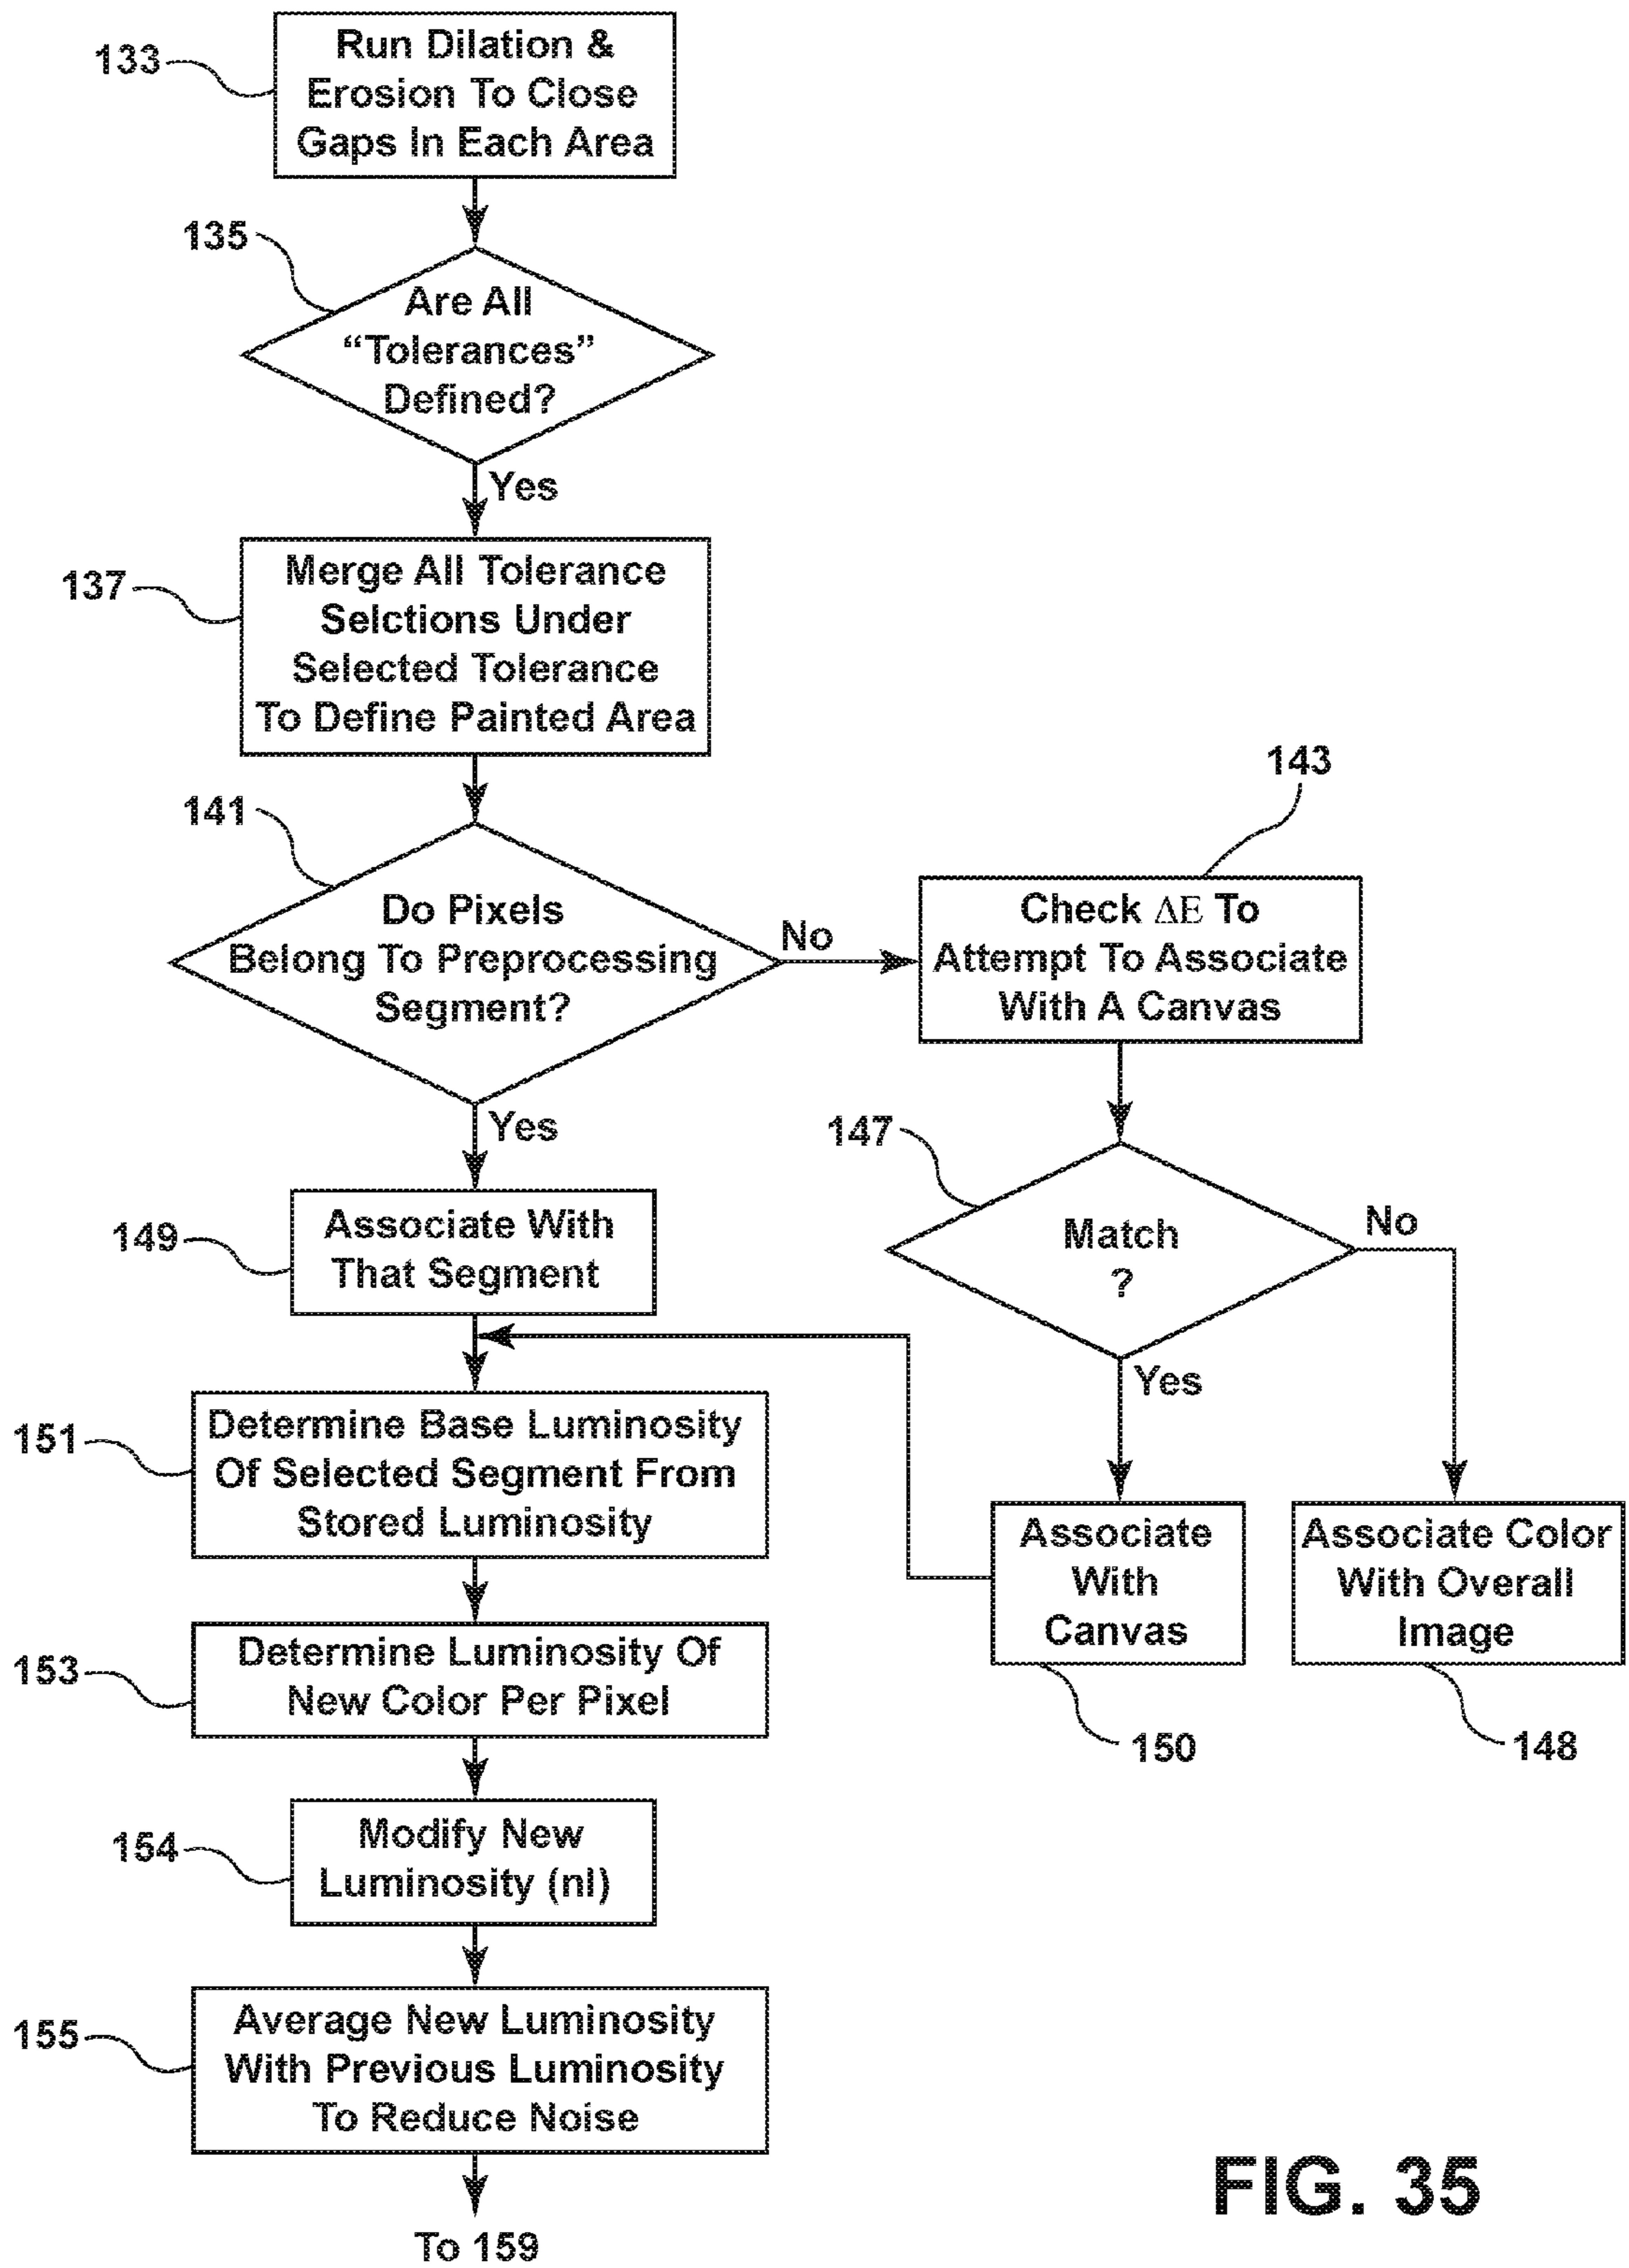 133
Run Dilation &
Erosion To Close
Gaps In Each Area
135
Are All
“Tolerances”
Defined?
Yes
137
Merge All Tolerance
Selctions Under
Selected Tolerance
To Define Painted Area
141
Do Pixels
Belong To Preprocessing
Segment?
No
143
Check ΔE To
Attempt To Associate
With A Canvas
Yes
147
Match
?
No
149
Associate With
That Segment
Yes
151
Determine Base Luminosity
Of Selected Segment From
Stored Luminosity
Associate
With
Canvas
150
Associate Color
With Overall
Image
148
153
Determine Luminosity Of
New Color Per Pixel
154
Modify New
Luminosity (nl)
155
Average New Luminosity
With Previous Luminosity
To Reduce Noise
To 159
FIG. 35